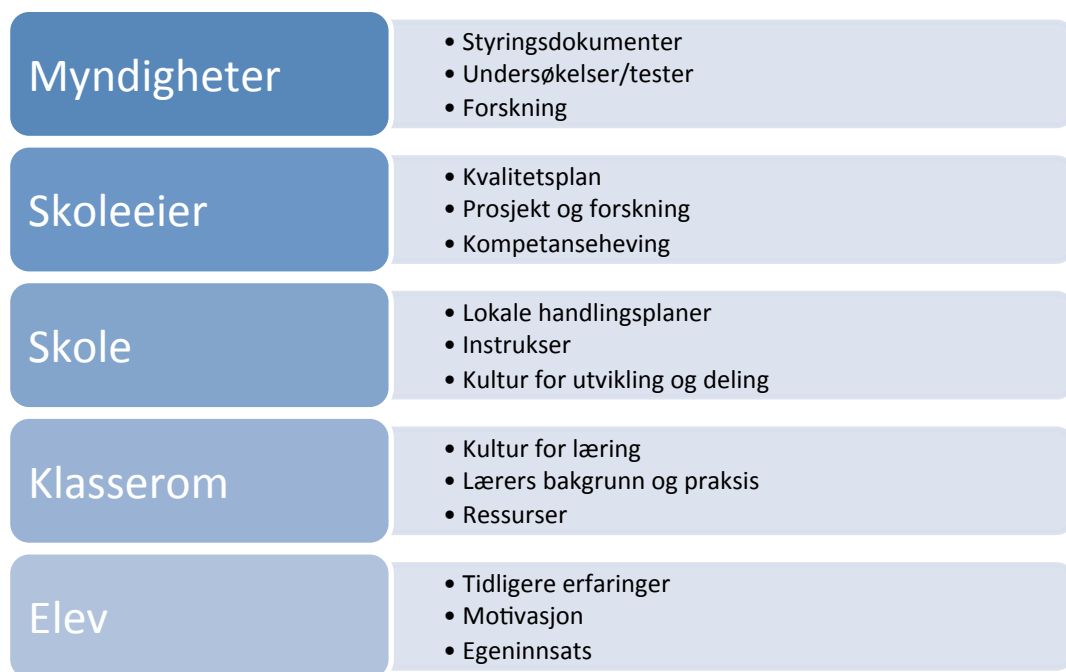 Myndigheter
• Styringsdokumenter
• Undersøkelser/tester
• Forskning
Skoleeier
• Kvalitetsplan
• Prosjekt og forskning
• Kompetanseheving
Skole
• Lokale handlingsplaner
• Instrukser
• Kultur for utvikling og deling
Klasserom
• Kultur for læring
• Lærers bakgrunn og praksis
• Ressurser
Elev
• Tidligere erfaringer
• Motivasjon
• Egeninnsats